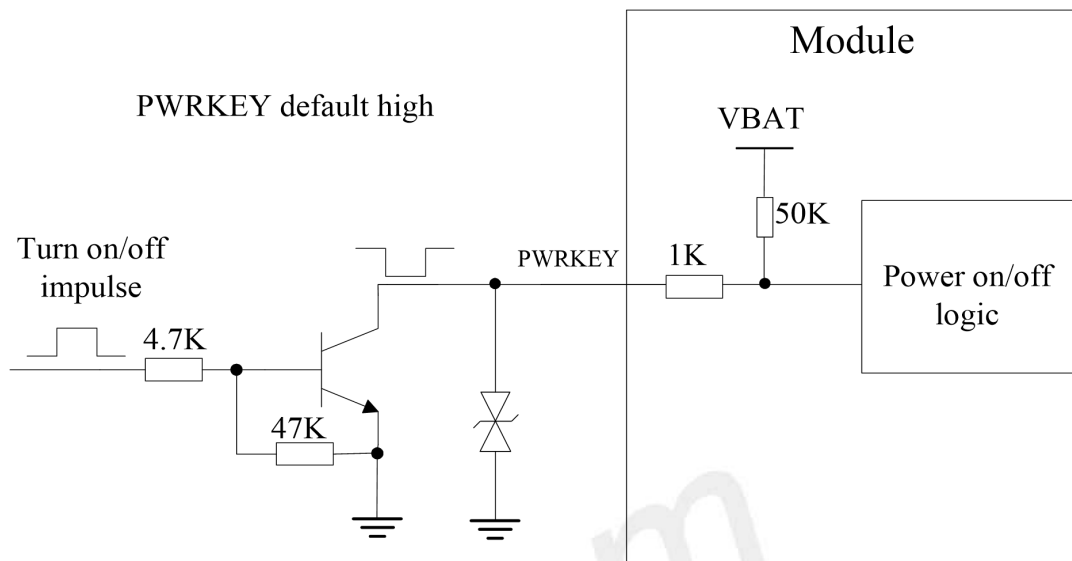 Module
PWRKEY default high
VBAT
50K
Turn on/off
impulse
PWRKEY
1K
Power on/off
logic
4.7K
47K
m